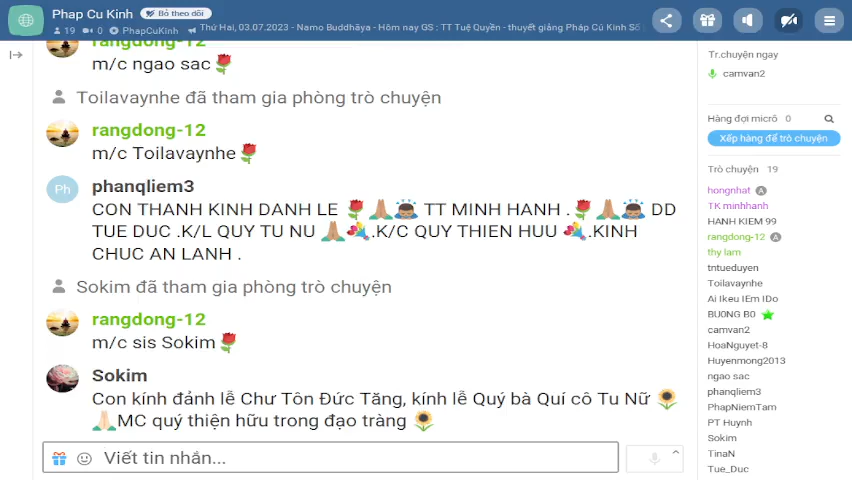 Phap Cu Kinh
Bỏ theo dõi
19 0 PhapCuKinh Thứ Hai, 03.07.2023 - Namo Buddhāya - Hôm nay GS : TT Tuệ Quyền - thuyết giảng Pháp Cú Kinh Số
rangdong-12
m/c ngao sac
Toilavaynhe đã tham gia phòng trò chuyện
rangdong-12
m/c Toilavaynhe
Ph
phanqliem3
CON THANH KINH DANH LE TT MINH HANH . DD
TUE DUC .K/L QUY TU NU .K/C QUY THIEN HUU .KINH
CHUC AN LANH .
Sokim đã tham gia phòng trò chuyện
rangdong-12
m/c sis Sokim
Sokim
Con kính đảnh lễ Chư Tôn Đức Tăng, kính lễ Quý bà Quí cô Tu Nữ
MC quý thiện hữu trong đạo tràng
Viết tin nhắn...
Tr.chuyện ngay
camvan2
Hàng đợi micrô 0
Xếp hàng để trò chuyện
Trò chuyện 19
hongnhat A
TK minhhanh
HANH KIEM 99
rangdong-12 A
thy lam
tntueduyen
Toilavaynhe
Ai Ikeu IEm IDo
BU0NG B0
camvan2
HoaNguyet-8
Huyenmong2013
ngao sac
phanqliem3
PhapNiemTam
PT Huynh
Sokim
TinaN
Tue_Duc